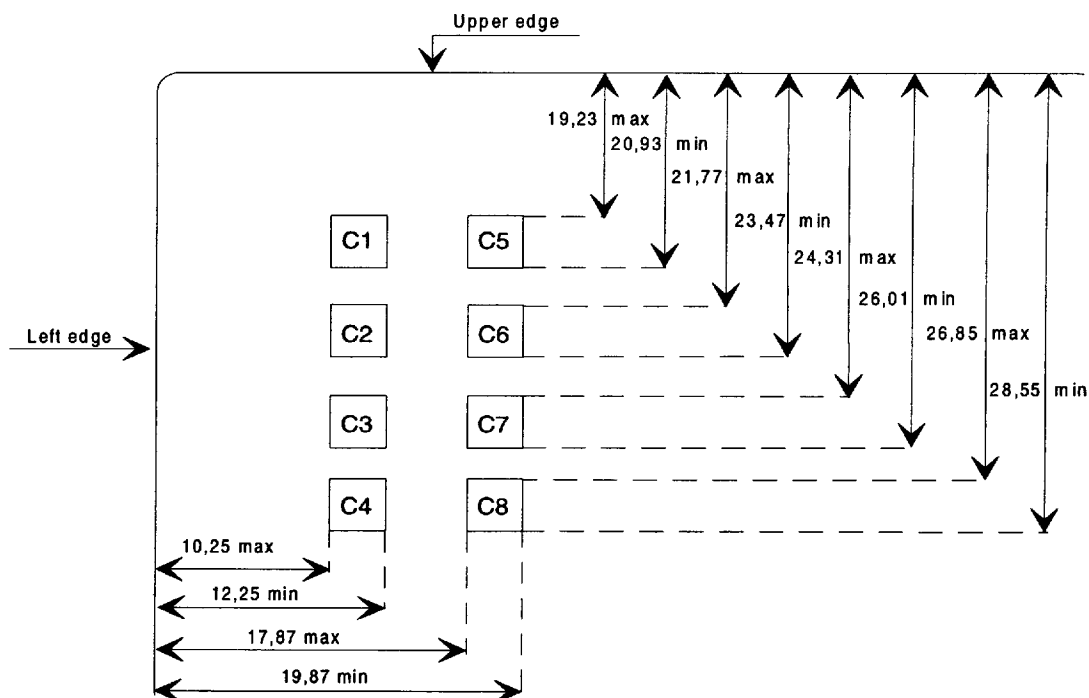 Upper edge
19,23 max
20,93 min
21,77 max
23,47 min
24,31 max
26,01 min
26,85 max
28,55 min
C1 C5
C2 C6
Left edge
C3 C7
C4 C8
10,25 max
12,25 min
17,87 max
19,87 min